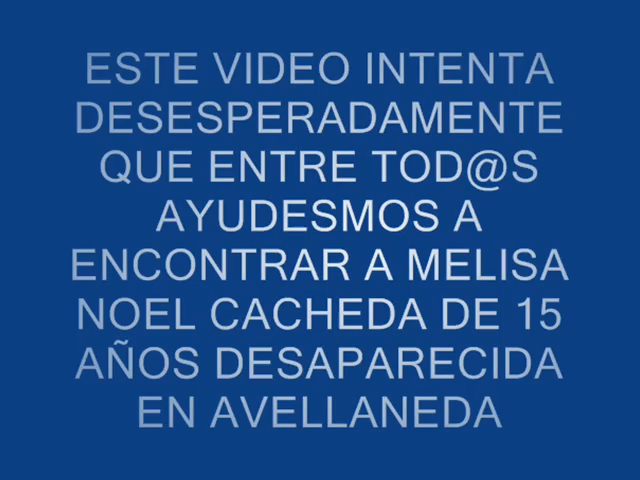 ESTE VIDEO INTENTA
DESESPERADAMENTE
QUE ENTRE TOD@S
AYUDESMOS A
ENCONTRAR A MELISA
NOEL CACHEDA DE 15
AÑOS DESAPARECIDA
EN AVELLANEDA